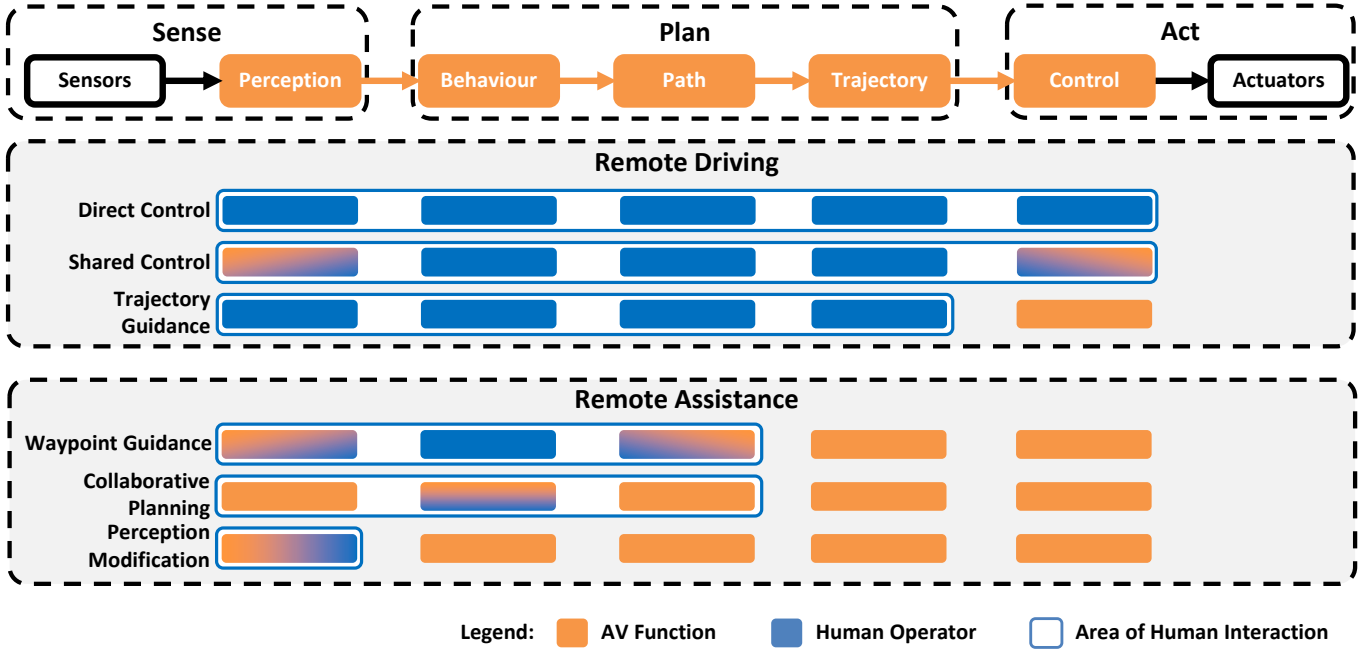 Sense
Plan
Act
Sensors
Perception
Behaviour
Path
Trajectory
Control
Actuators
Remote Driving
Direct Control
Shared Control
Trajectory
Guidance
Remote Assistance
Waypoint Guidance
Collaborative
Planning
Perception
Modification
Legend:
AV Function
Human Operator
Area of Human Interaction